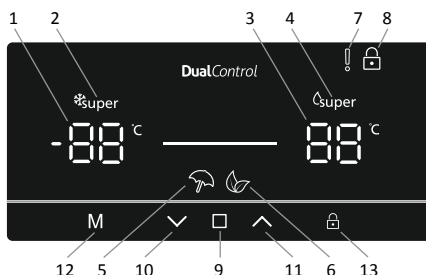 1 2 3 4 7 8
DualControl
super super
-88 °C 88 °C
M
12 5 10 9 11 6 13